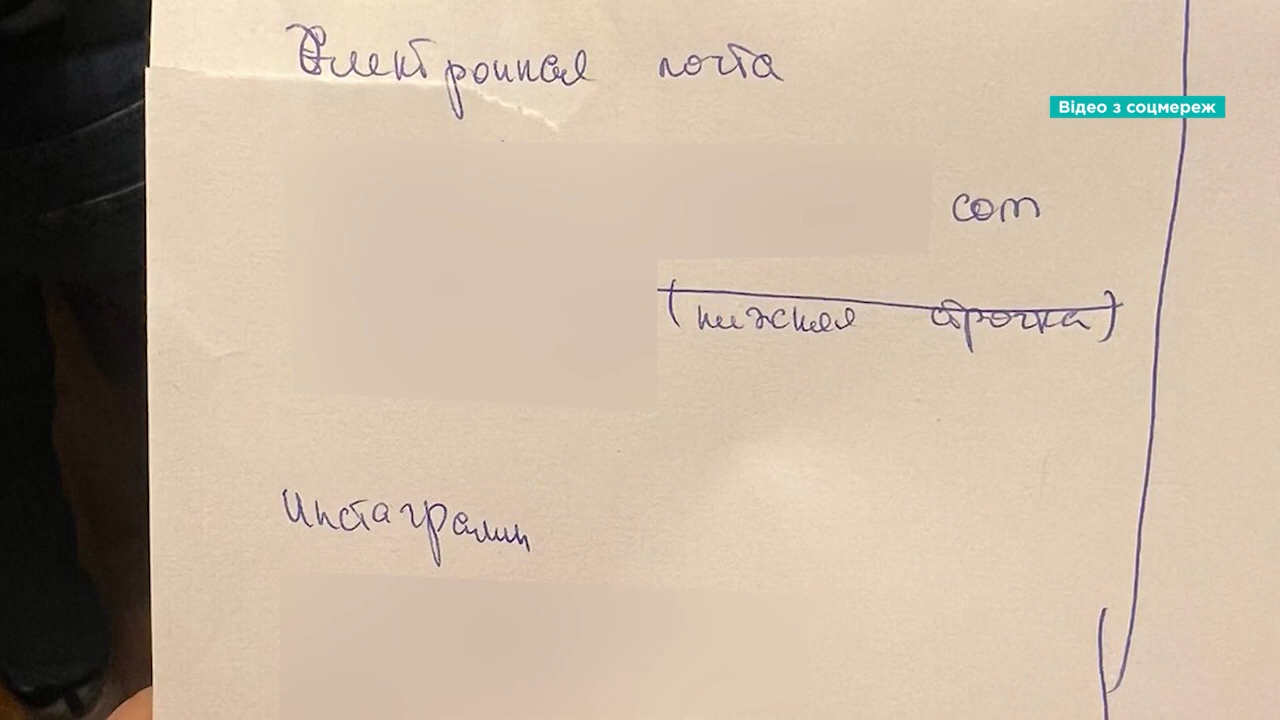 Электронная почта
Відео з соцмереж
com
(нижняя строчка)
Инстаграмм